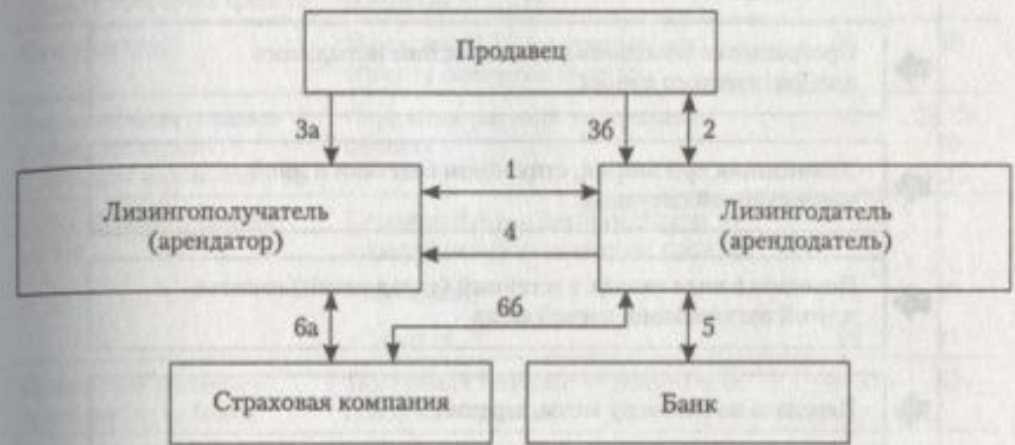 Продавец
3а
3б
2
1
Лизингополучатель
(арендатор)
Лизингодатель
(арендодатель)
4
6а
6б
5
Страховая компания
Банк